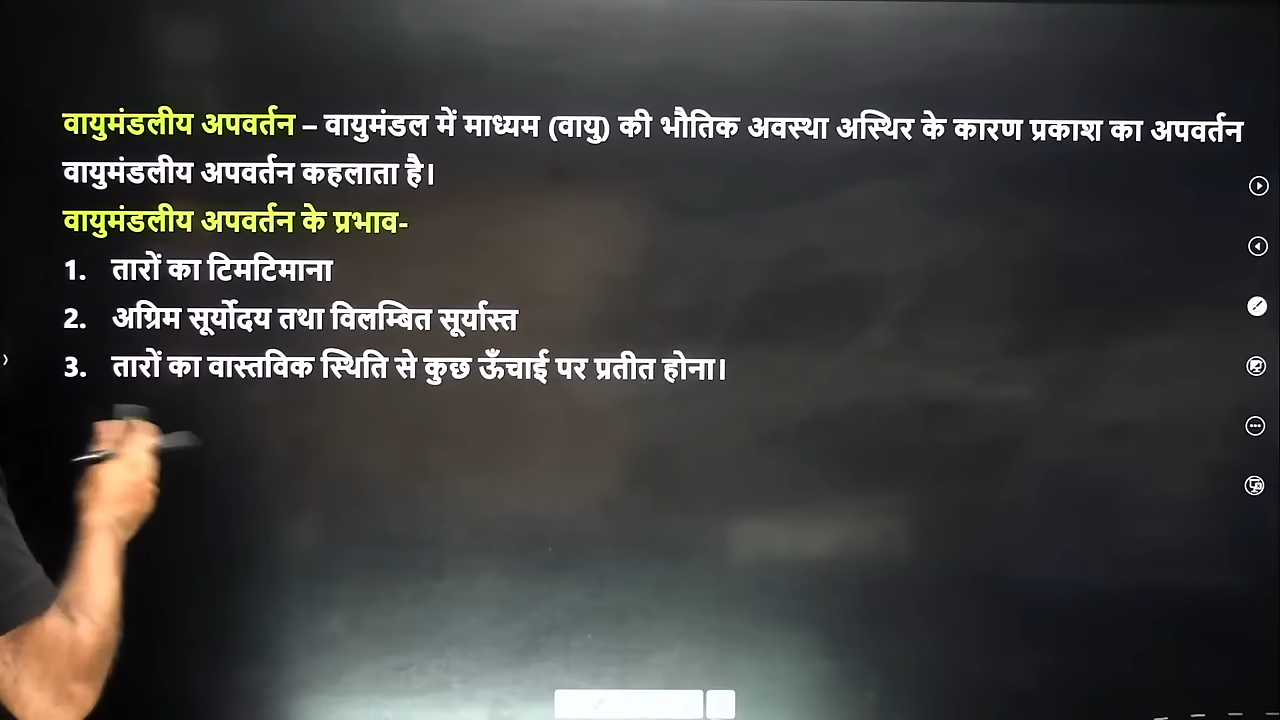 वायुमंडलीय अपवर्तन – वायुमंडल में माध्यम (वायु) की भौतिक अवस्था अस्थिर के कारण प्रकाश का अपवर्तन
वायुमंडलीय अपवर्तन कहलाता है।
वायुमंडलीय अपवर्तन के प्रभाव-
1. तारों का टिमटिमाना
2. अग्रिम सूर्योदय तथा विलम्बित सूर्यास्त
3. तारों का वास्तविक स्थिति से कुछ ऊँचाई पर प्रतीत होना।